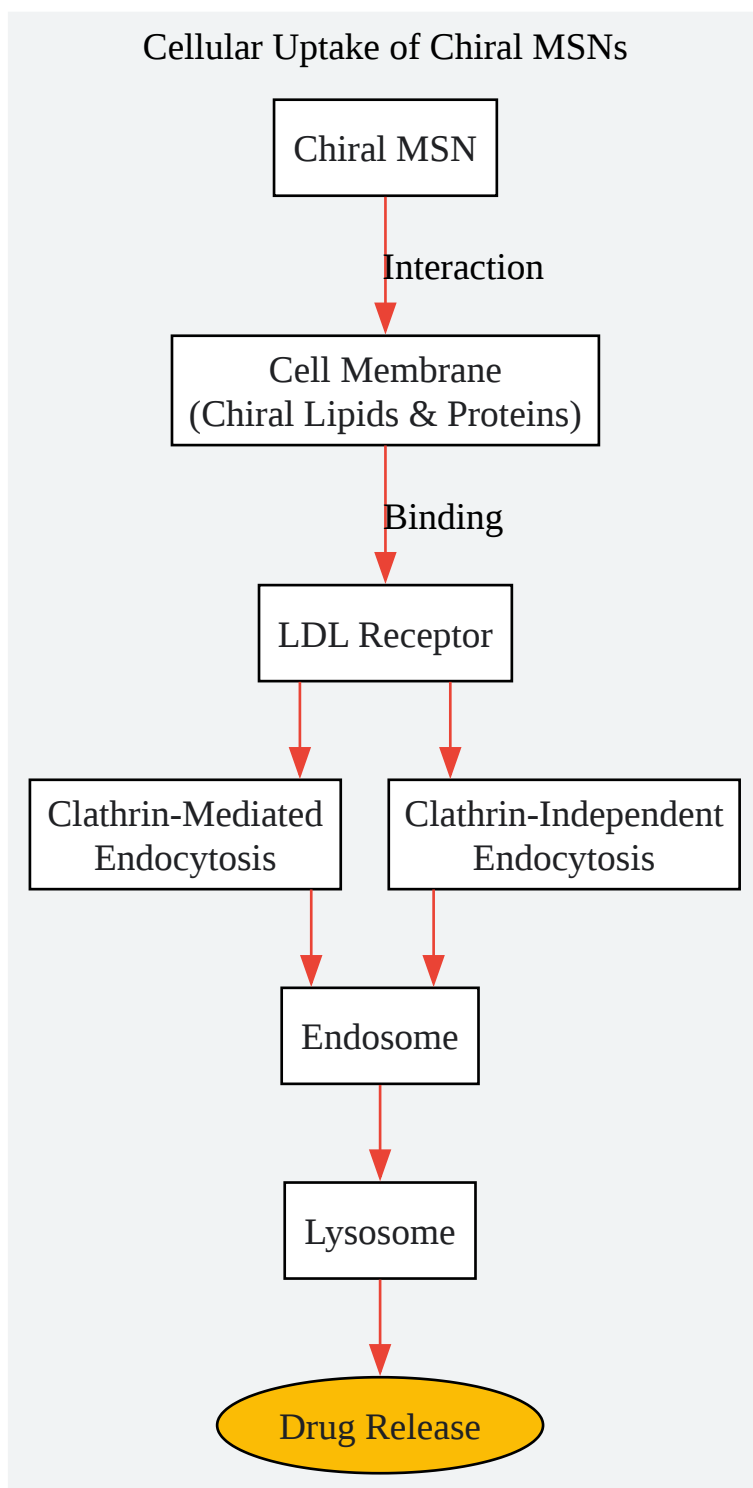 Cellular Uptake of Chiral MSNs
Chiral MSN
Interaction
Cell Membrane
(Chiral Lipids & Proteins)
Binding
LDL Receptor
Clathrin-Mediated
Endocytosis
Clathrin-Independent
Endocytosis
Endosome
Lysosome
Drug Release